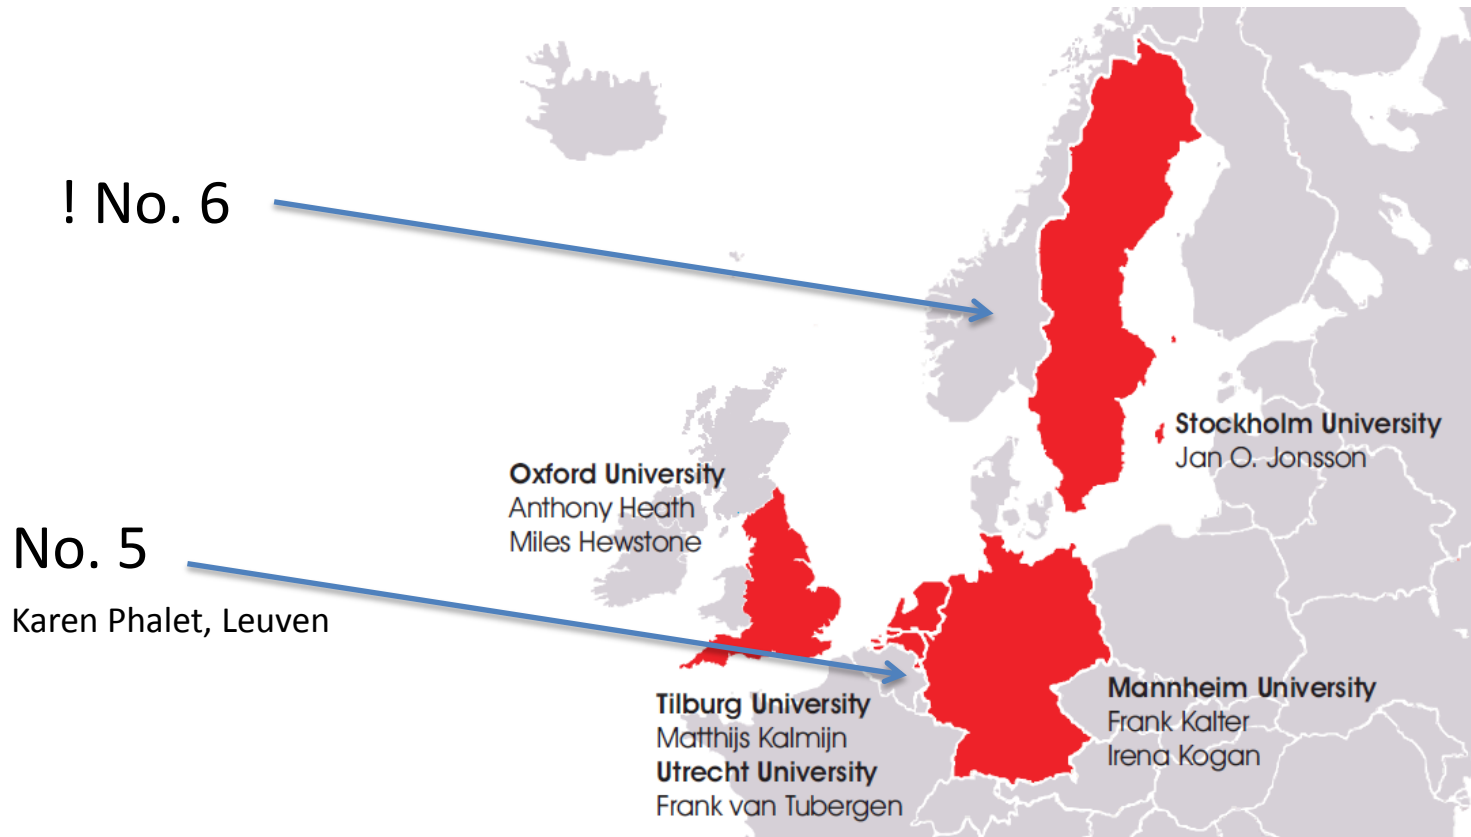 ! No. 6
Stockholm University
Jan O. Jonsson
Oxford University
Anthony Heath
Miles Hewstone
No. 5
Karen Phalet, Leuven
Tilburg University
Matthijs Kalmijn
Utrecht University
Frank van Tubergen
Mannheim University
Frank Kalter
Irena Kogan